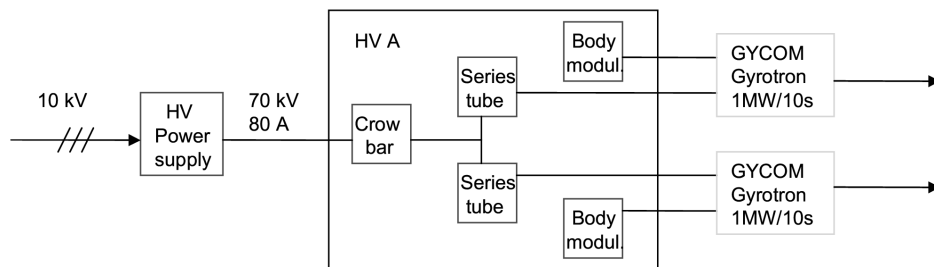 HV A
Body
modul.
GYCOM
Gyrotron
1MW/10s
Series
tube
10 kV
70 kV
80 A
HV
Power
supply
Crow
bar
Series
tube
GYCOM
Gyrotron
1MW/10s
Body
modul.